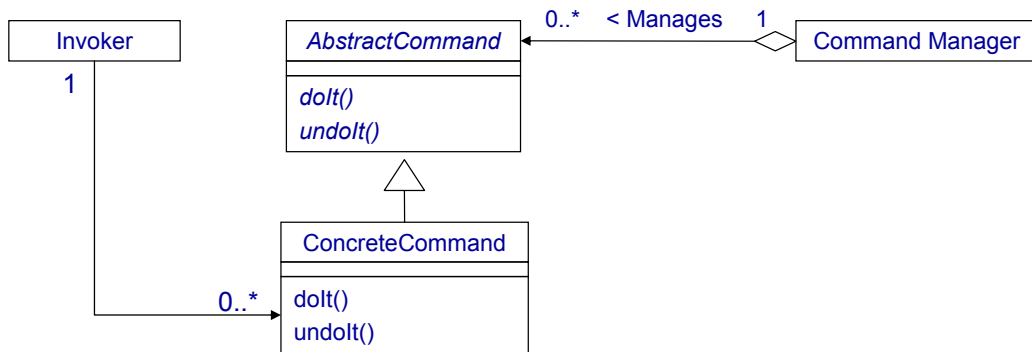 Invoker
1
AbstractCommand
doIt()
undoIt()
0..* < Manages 1
Command Manager
ConcreteCommand
doIt()
undoIt()
0..*